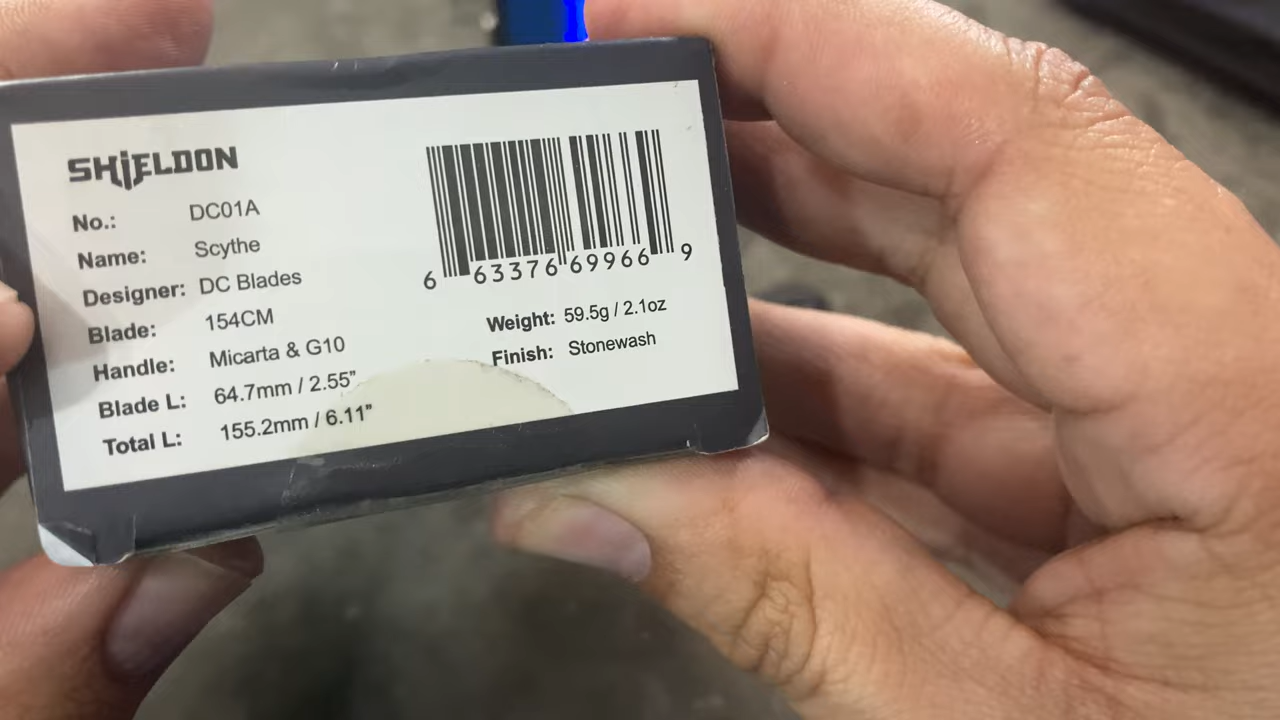 SHIELDON
No.: DC01A
Name: Scythe
Designer: DC Blades
Blade: 154CM
Handle: Micarta & G10
Blade L: 64.7mm / 2.55"
Total L: 155.2mm / 6.11"
6 63376 69966 9
Weight: 59.5g / 2.1oz
Finish: Stonewash